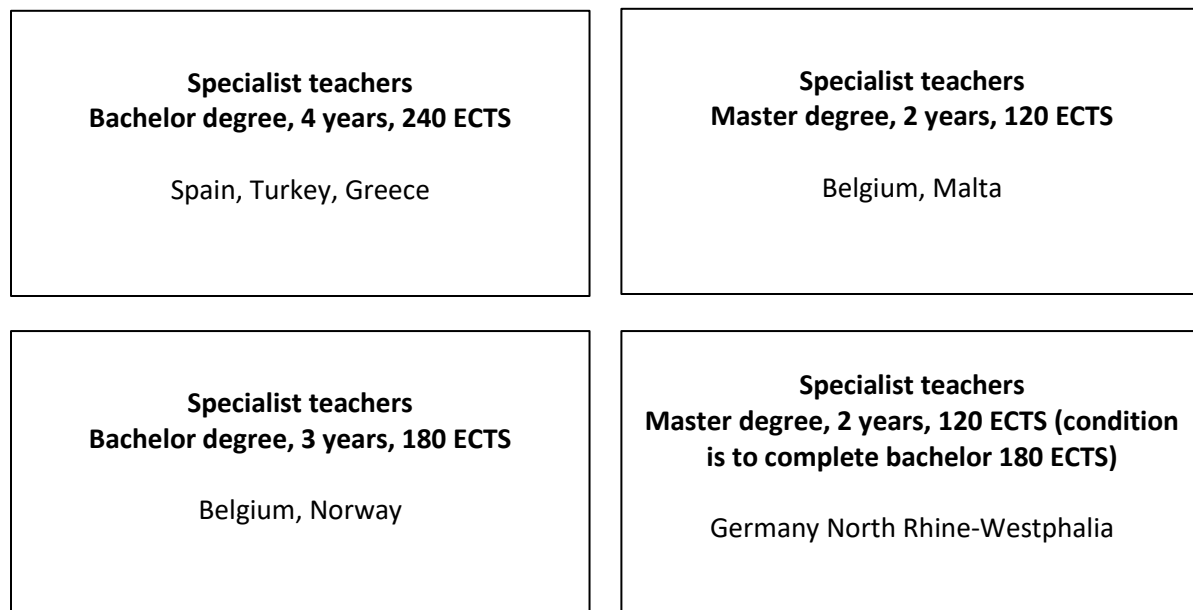 Specialist teachers
Bachelor degree, 4 years, 240 ECTS
Spain, Turkey, Greece
Specialist teachers
Master degree, 2 years, 120 ECTS
Belgium, Malta
Specialist teachers
Bachelor degree, 3 years, 180 ECTS
Belgium, Norway
Specialist teachers
Master degree, 2 years, 120 ECTS (condition
is to complete bachelor 180 ECTS)
Germany North Rhine-Westphalia